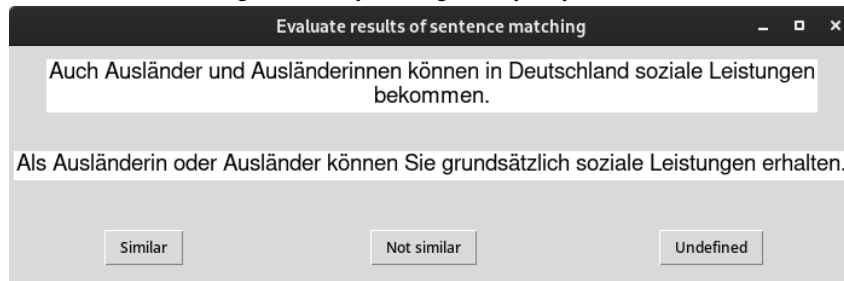 Evaluate results of sentence matching
Auch Ausländer und Ausländerinnen können in Deutschland soziale Leistungen
bekommen.
Als Ausländerin oder Ausländer können Sie grundsätzlich soziale Leistungen erhalten.
Similar Not similar Undefined